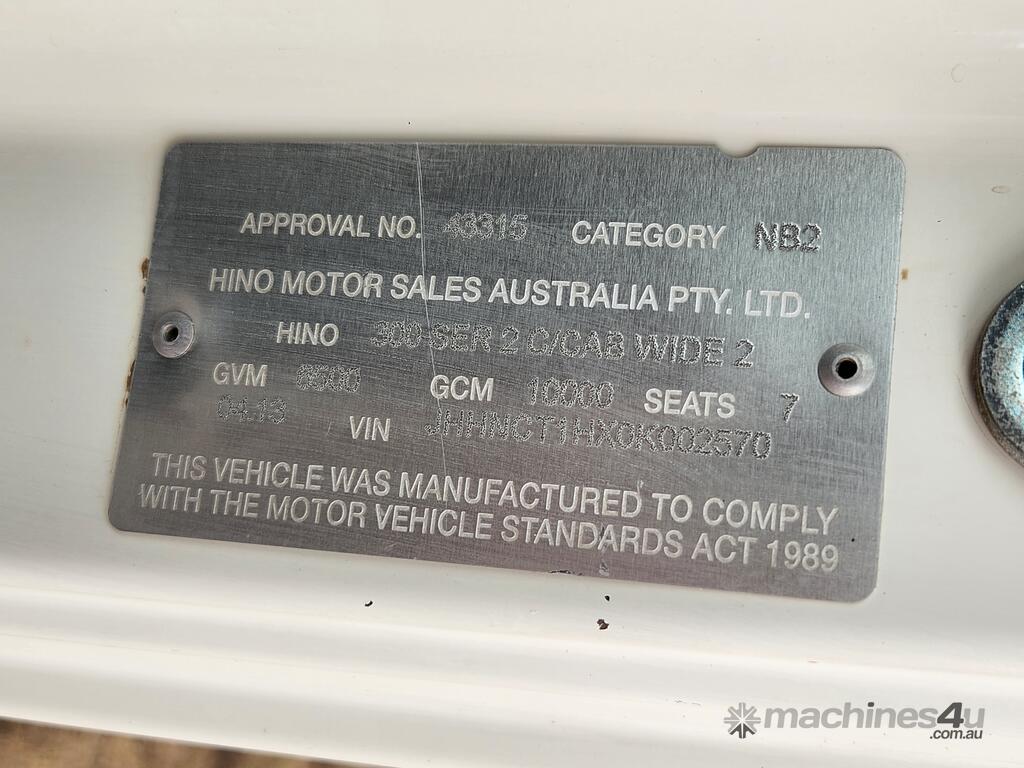 APPROVAL NO. 43315 CATEGORY NB2
HINO MOTOR SALES AUSTRALIA PTY. LTD.
HINO 300 SER 2 C/CAB WIDE 2
GVM 6500 GCM 10000 SEATS 7
04.13 VIN JHHNCT1HX0K002570
THIS VEHICLE WAS MANUFACTURED TO COMPLY
WITH THE MOTOR VEHICLE STANDARDS ACT 1989
machines4u
.com.au